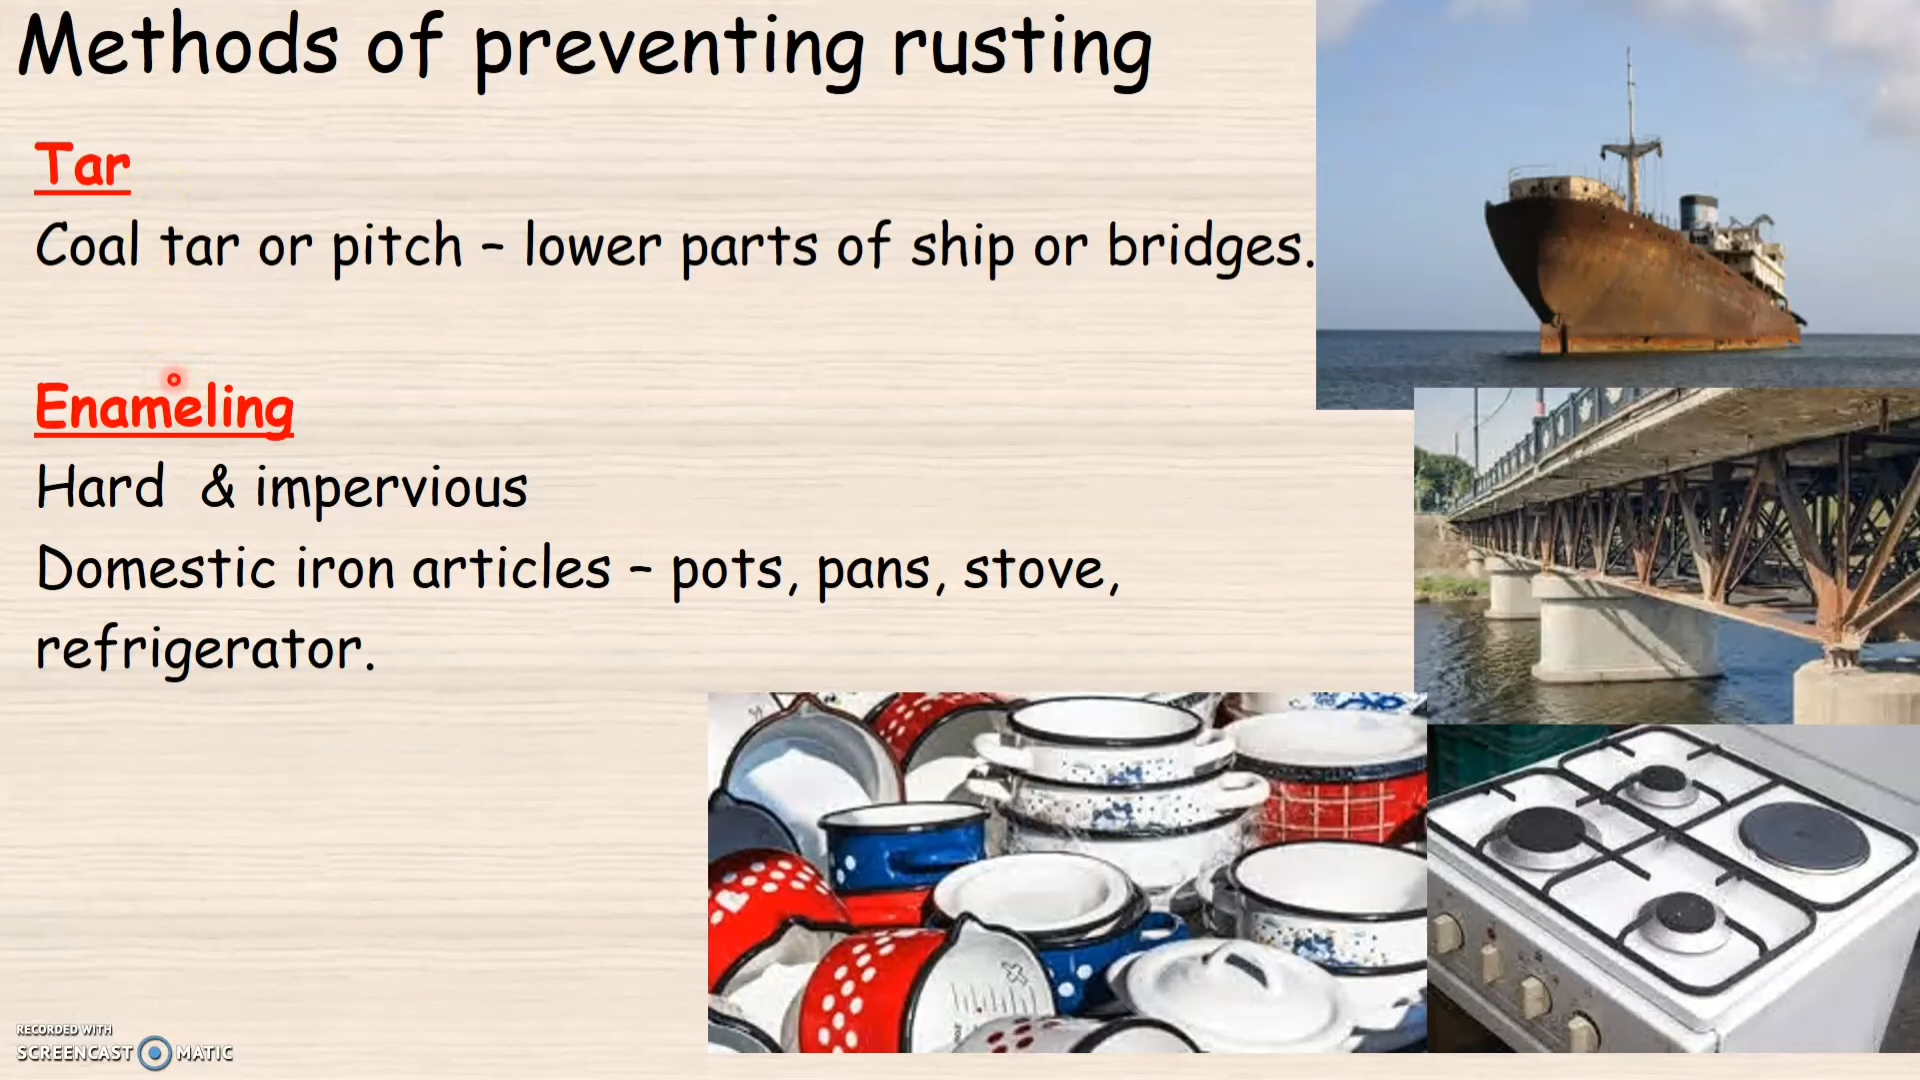 Methods of preventing rusting
Tar
Coal tar or pitch – lower parts of ship or bridges.
Enameling
Hard & impervious
Domestic iron articles – pots, pans, stove,
refrigerator.
RECORDED WITH
SCREENCAST MATIC